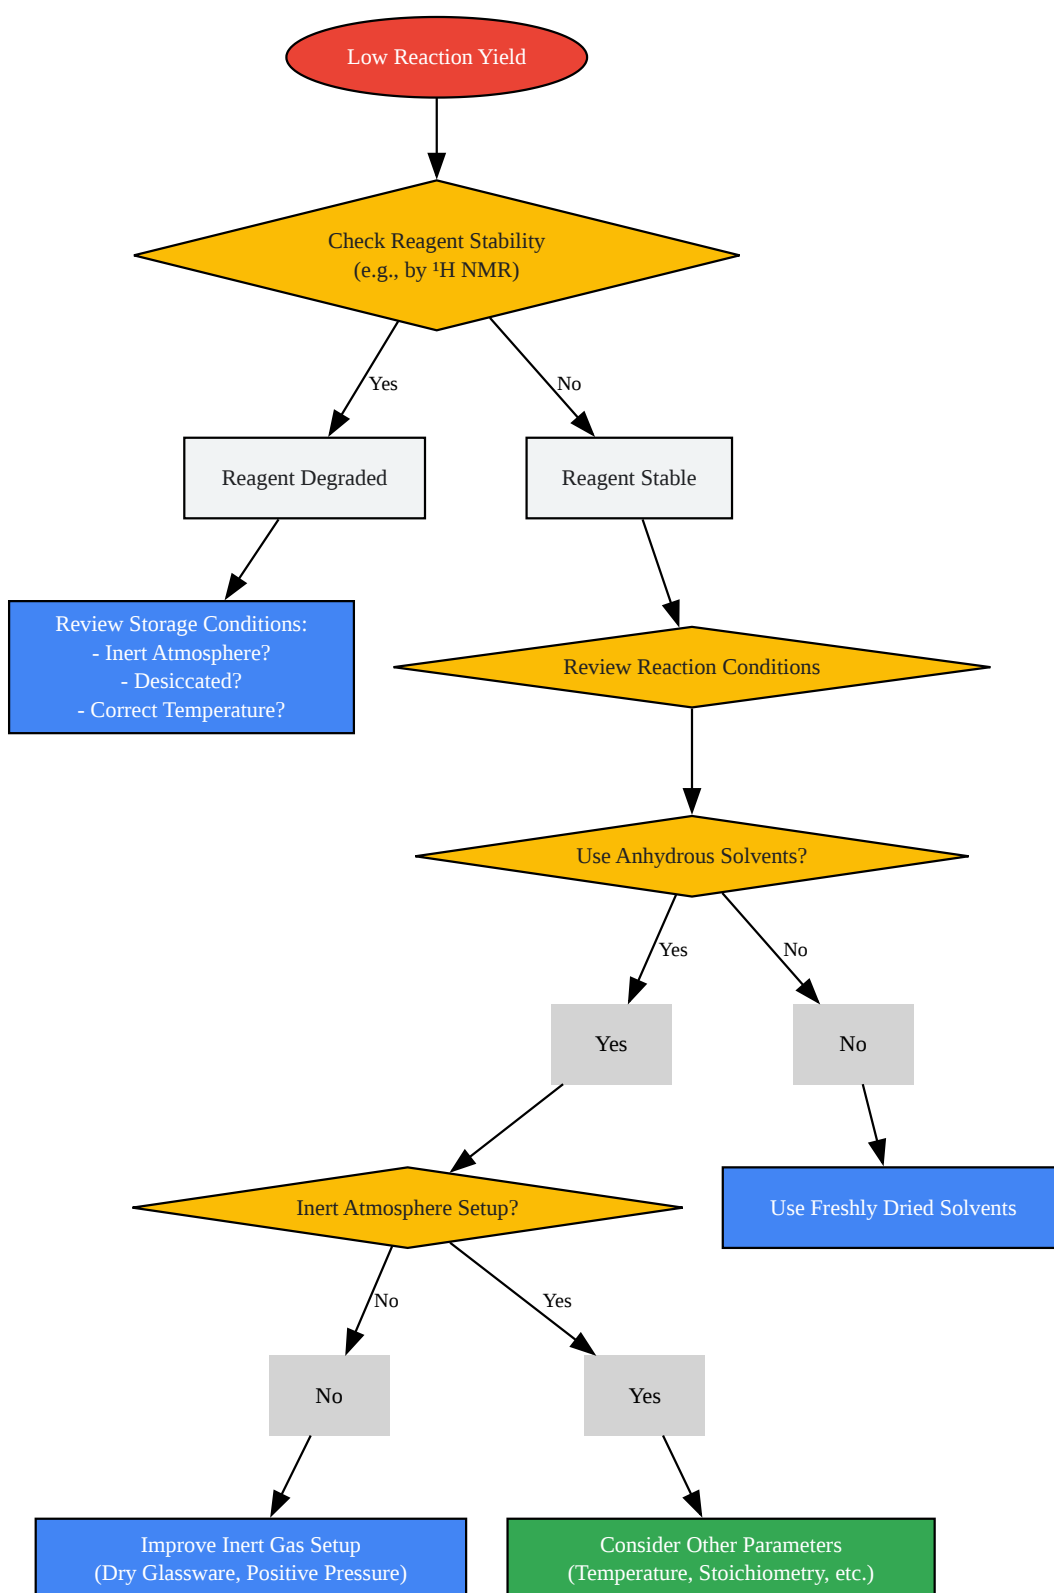 Low Reaction Yield
Check Reagent Stability
(e.g., by ¹H NMR)
Yes
No
Reagent Degraded
Reagent Stable
Review Storage Conditions:
- Inert Atmosphere?
- Desiccated?
- Correct Temperature?
Review Reaction Conditions
Use Anhydrous Solvents?
Yes
No
Yes
No
Inert Atmosphere Setup?
Use Freshly Dried Solvents
No
Yes
No
Yes
Improve Inert Gas Setup
(Dry Glassware, Positive Pressure)
Consider Other Parameters
(Temperature, Stoichiometry, etc.)